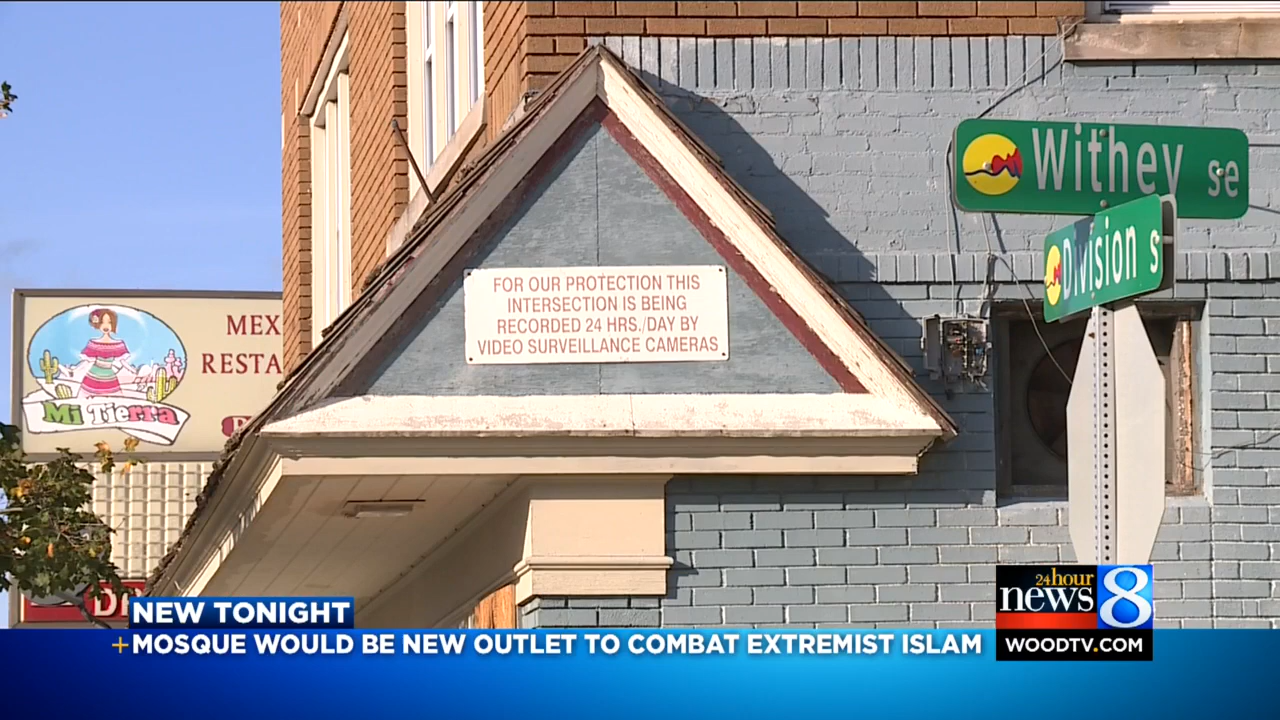 MEX
RESTA
Mi Tierra
FOR OUR PROTECTION THIS
INTERSECTION IS BEING
RECORDED 24 HRS./DAY BY
VIDEO SURVEILLANCE CAMERAS
Withey SE
Division S
NEW TONIGHT
+MOSQUE WOULD BE NEW OUTLET TO COMBAT EXTREMIST ISLAM
24hour
news 8
WOODTV.COM